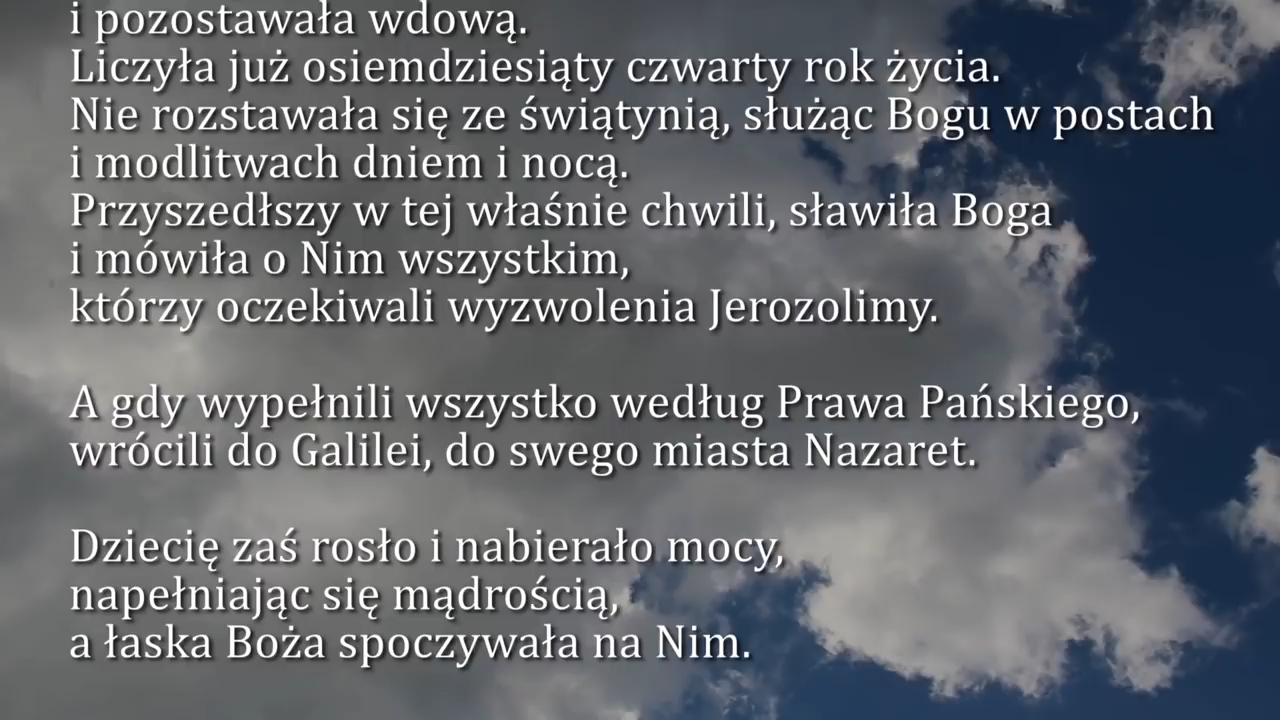 i pozostawała wdową.
Liczyła już osiemdziesiąty czwarty rok życia.
Nie rozstawała się ze świątynią, służąc Bogu w postach
i modlitwach dniem i nocą.
Przyszedłszy w tej właśnie chwili, sławiła Boga
i mówiła o Nim wszystkim,
którzy oczekiwali wyzwolenia Jerozolimy.
A gdy wypełnili wszystko według Prawa Pańskiego,
wrócili do Galilei, do swego miasta Nazaret.
Dziecię zaś rosło i nabierało mocy,
napełniając się mądrością,
a łaska Boża spoczywała na Nim.